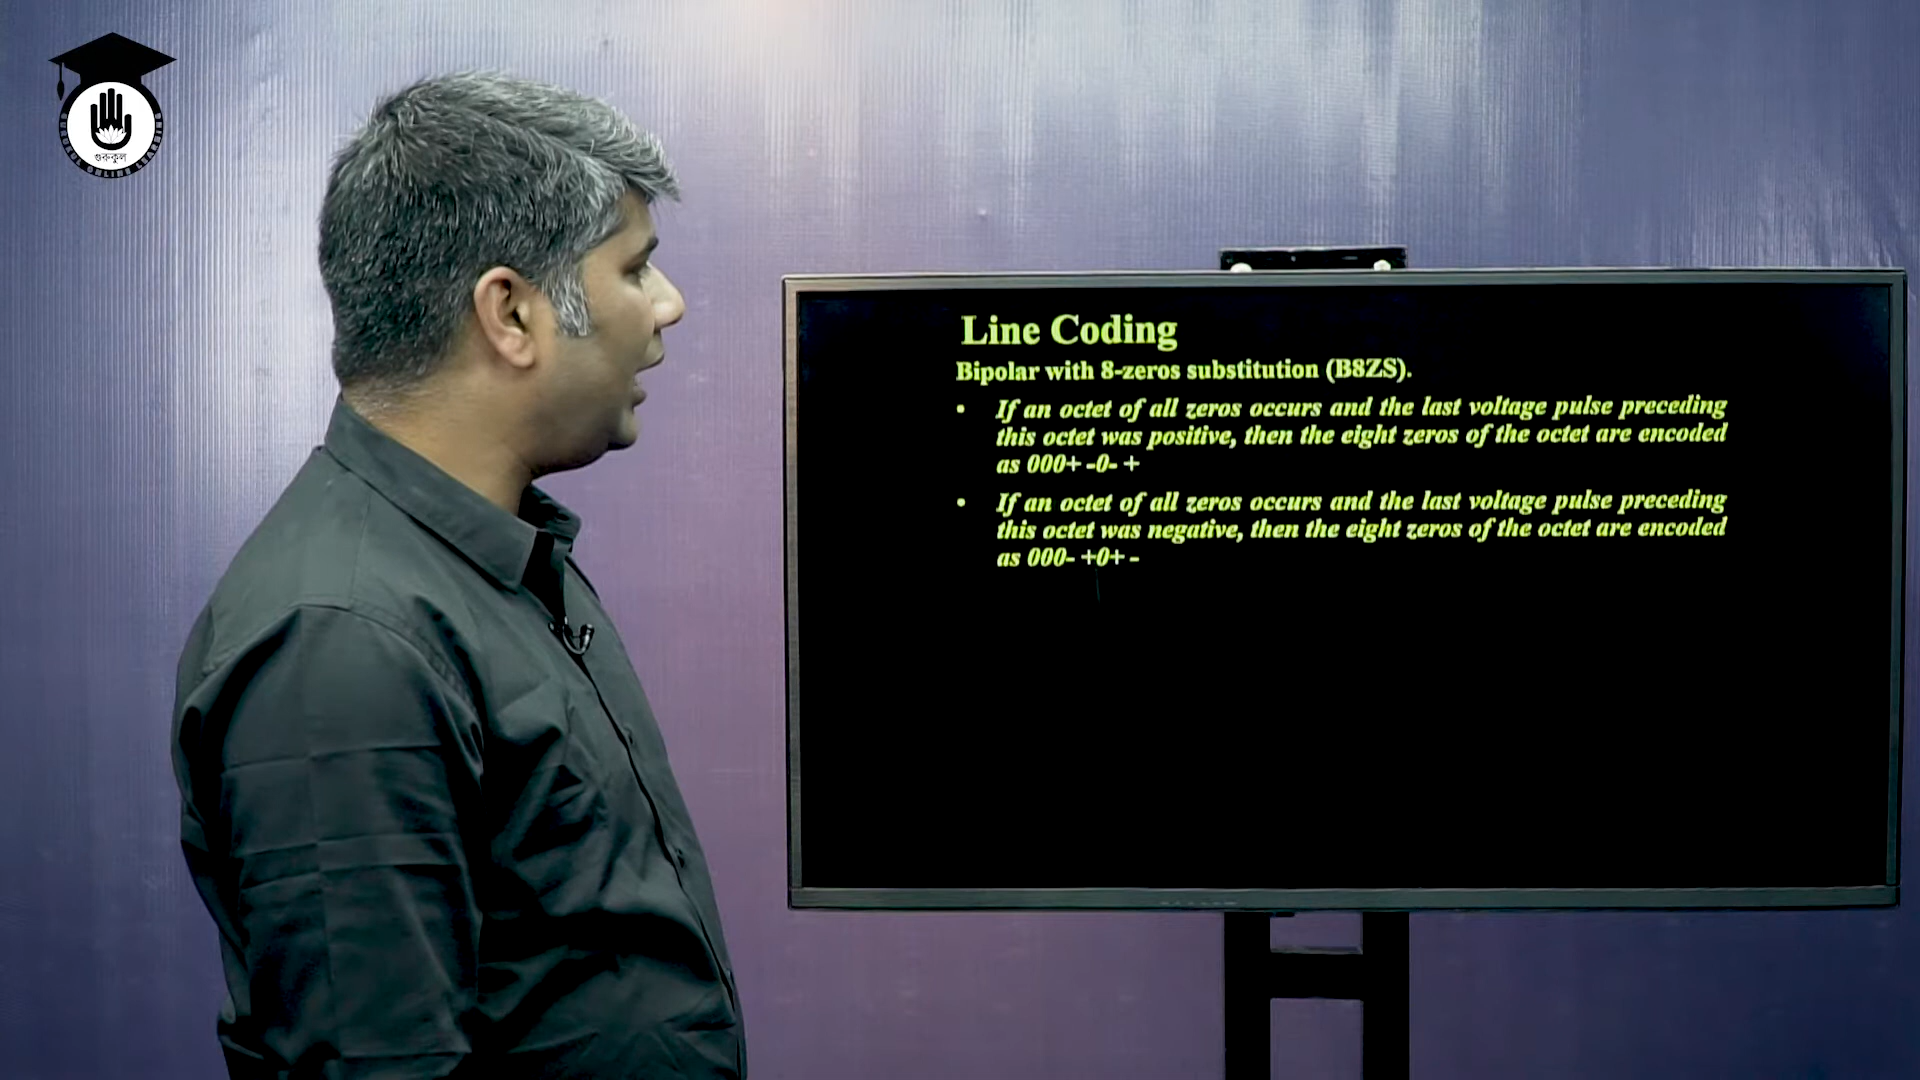 গুরুকুল
GURUKUL ONLINE LEARNING
Line Coding
Bipolar with 8-zeros substitution (B8ZS).
• If an octet of all zeros occurs and the last voltage pulse preceding
this octet was positive, then the eight zeros of the octet are encoded
as 000+ -0- +
• If an octet of all zeros occurs and the last voltage pulse preceding
this octet was negative, then the eight zeros of the octet are encoded
as 000- +0+ -